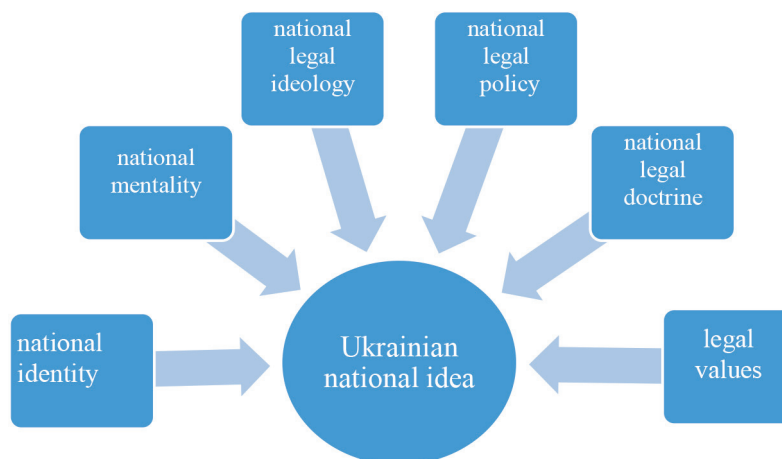 national
legal
ideology
national
legal
policy
national
mentality
national
legal
doctrine
national
identity
Ukrainian
national idea
legal
values